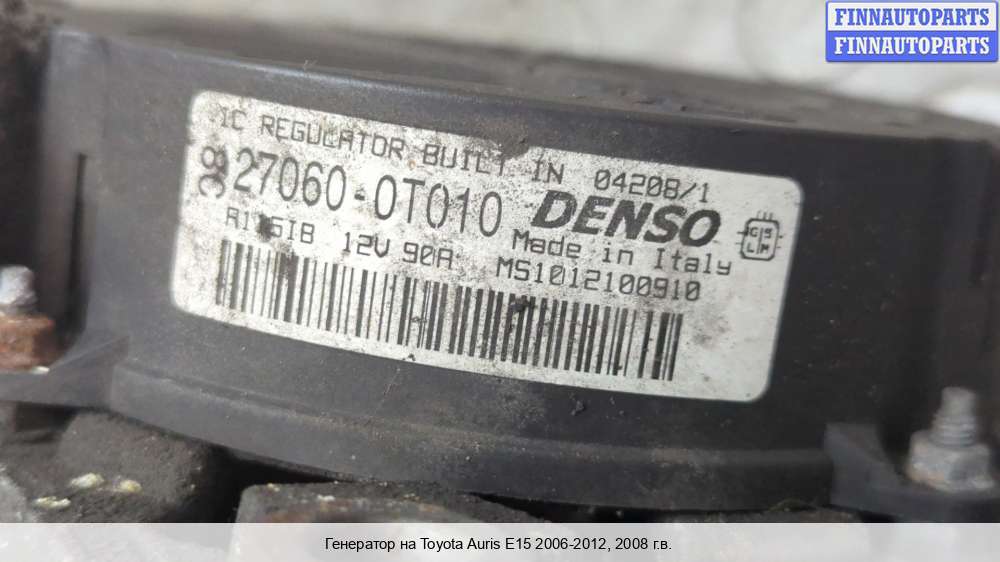 FINNAUTOPARTS
FINNAUTOPARTS
IC REGULATOR BUILT IN 04208/1
27060-0T010 DENSO
12V 90A Made in Italy
MS1012100910
Генератор на Toyota Auris E15 2006-2012, 2008 г.в.